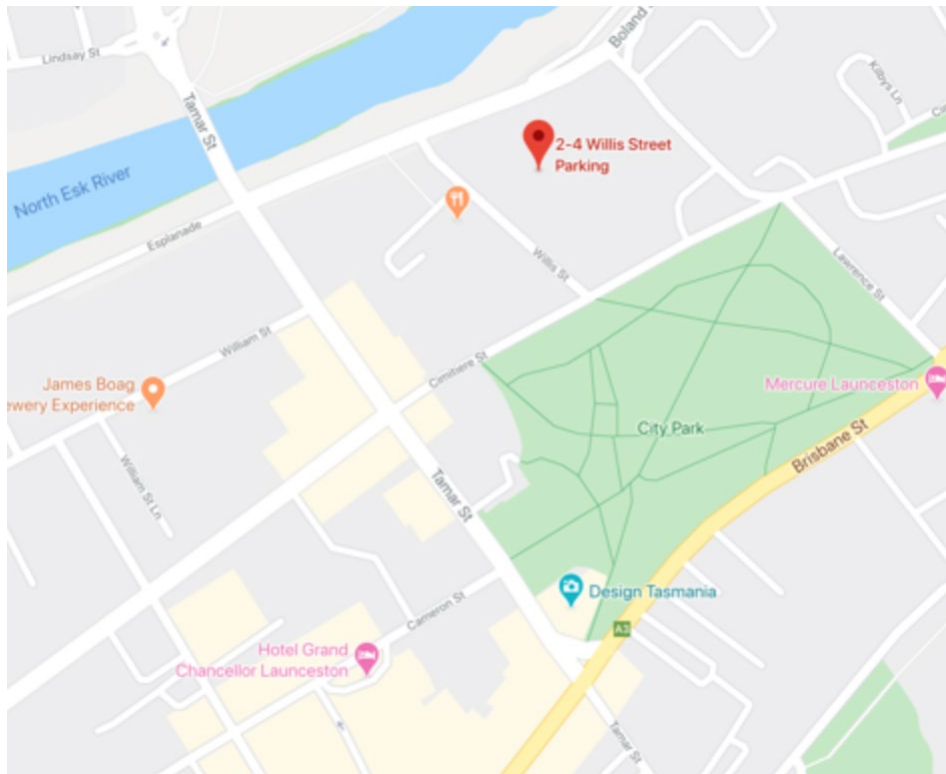 Lindsay St
Boland
Kilbys Ln
Tamar St
2-4 Willis Street
Parking
North Esk River
Esplanade
Willis St
Lawrence St
William St
Cimitiere St
James Boag
ewery Experience
Mercure Launceston
City Park
Brisbane St
William St Ln
Tamar St
Design Tasmania
Cameron St
A3
Hotel Grand
Chancellor Launceston
Tamar St